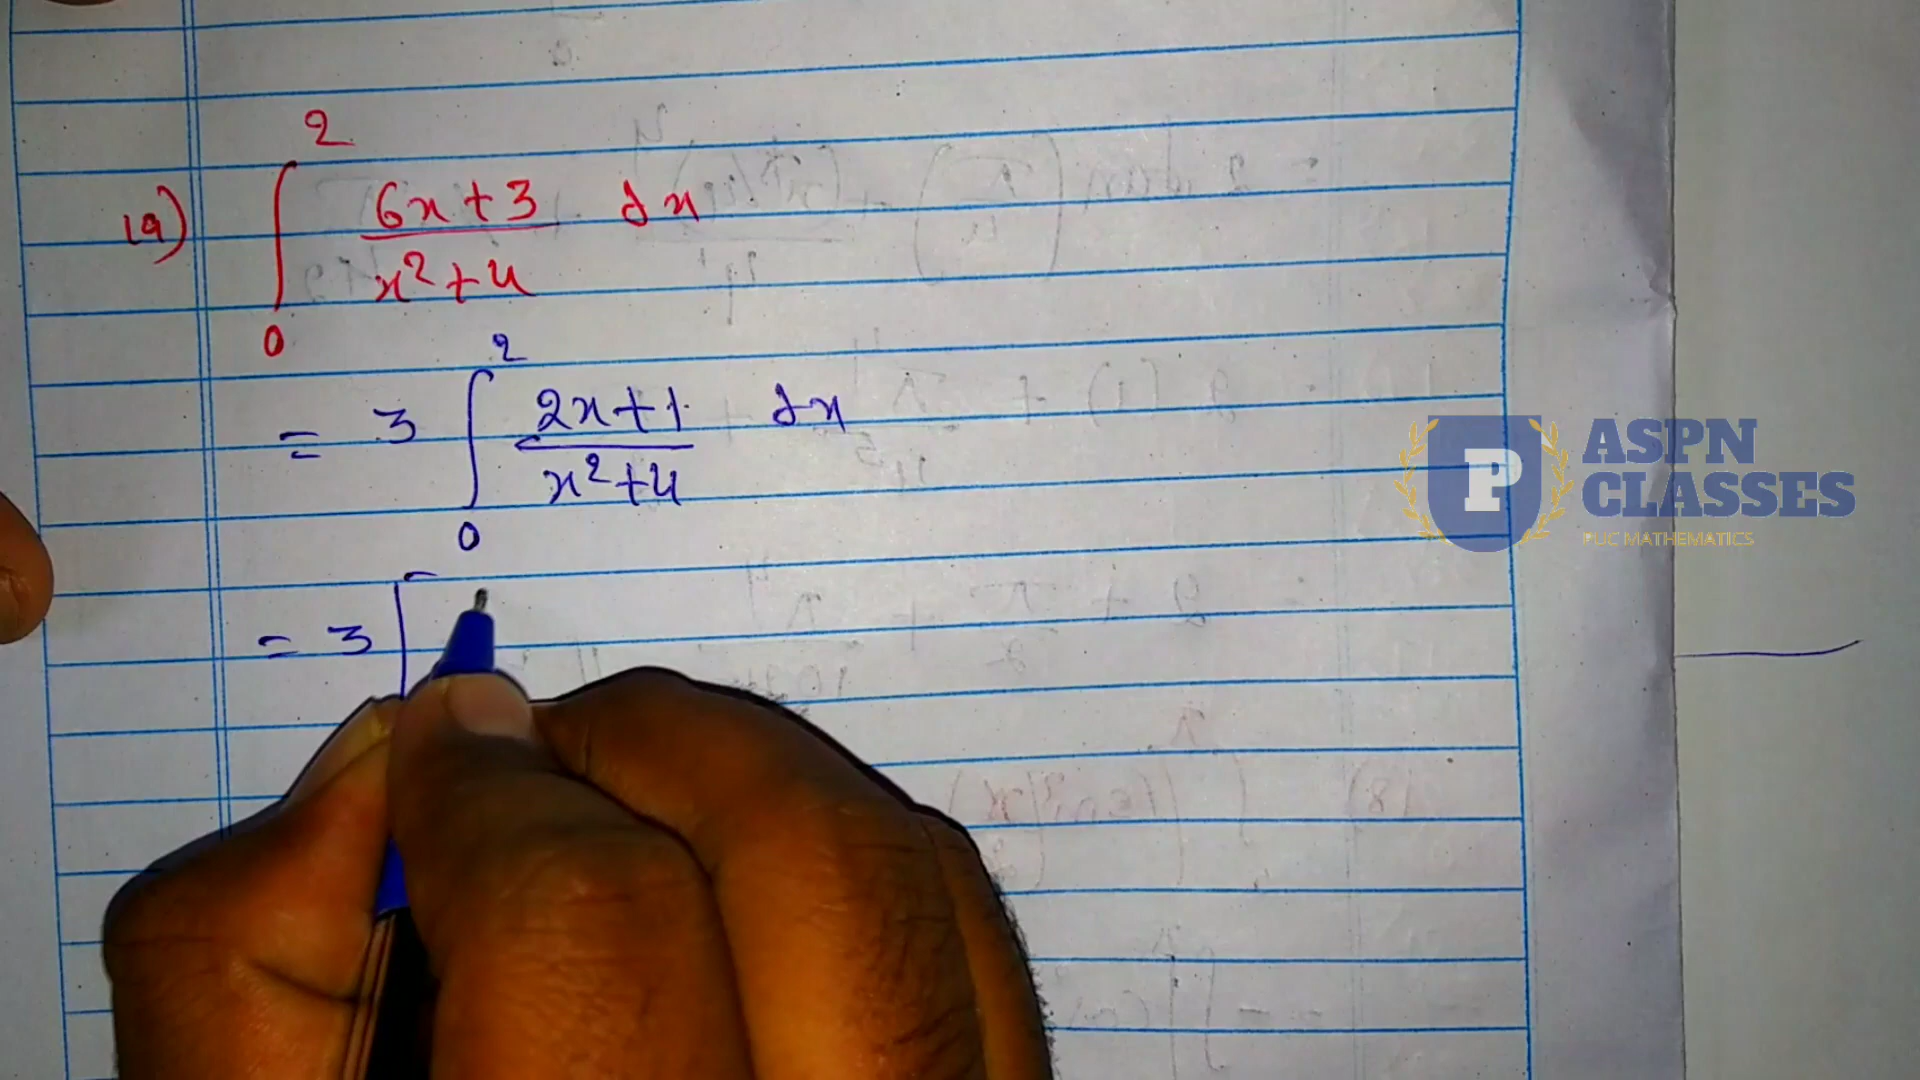 19) ∫₀² (6x+3)/(x²+4) dx
= 3 ∫₀² (2x+1)/(x²+4) dx
= 3 [
P ASPN
CLASSES
PUC MATHEMATICS